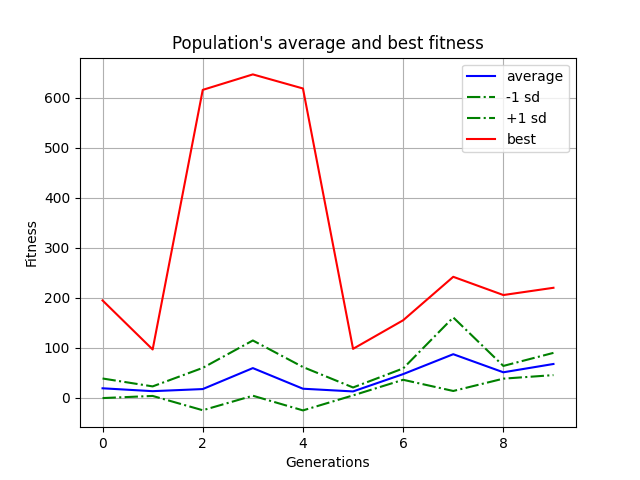 Population's average and best fitness
average
-1 sd
+1 sd
best
600
500
400
300
200
100
0
Fitness
0 2 4 6 8
Generations